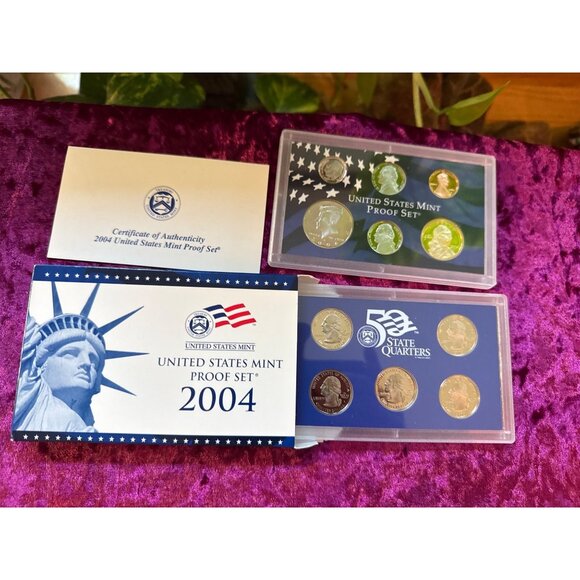 Certificate of Authenticity
2004 United States Mint Proof Set®
UNITED STATES MINT
PROOF SET®
UNITED STATES MINT
UNITED STATES MINT
PROOF SET®
2004
50
STATE
QUARTERS